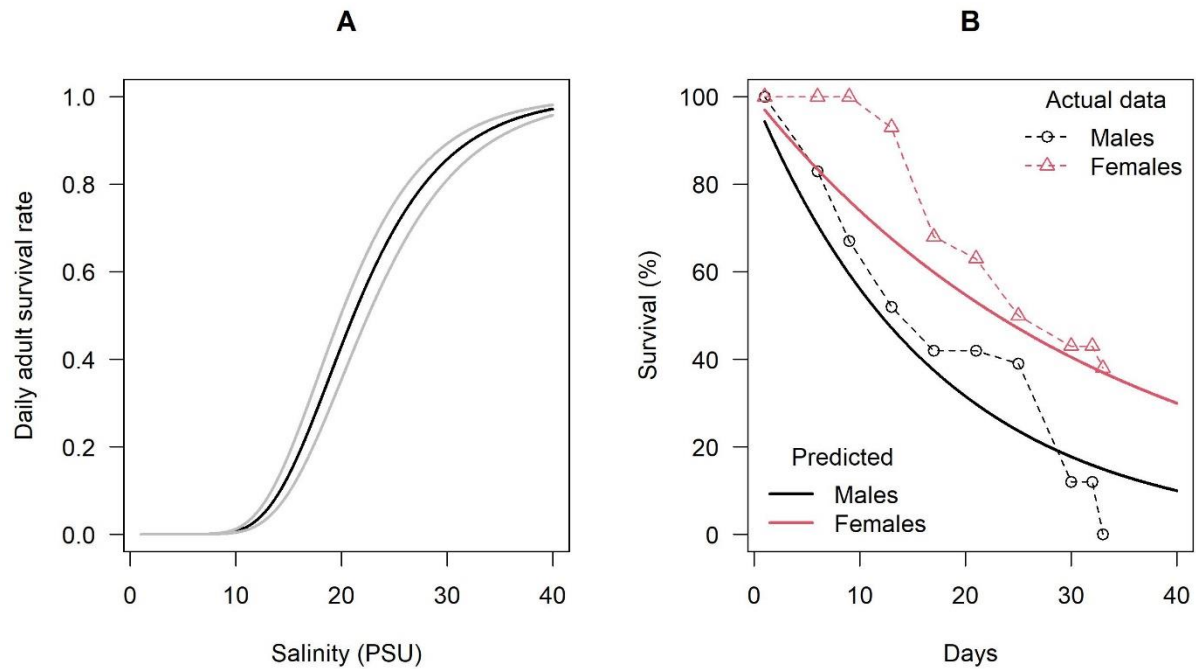 A
Daily adult survival rate
1.0
0.8
0.6
0.4
0.2
0.0
0 10 20 30 40
Salinity (PSU)
B
Survival (%)
100
80
60
40
20
0
Actual data
Males
Females
Predicted
Males
Females
0 10 20 30 40
Days